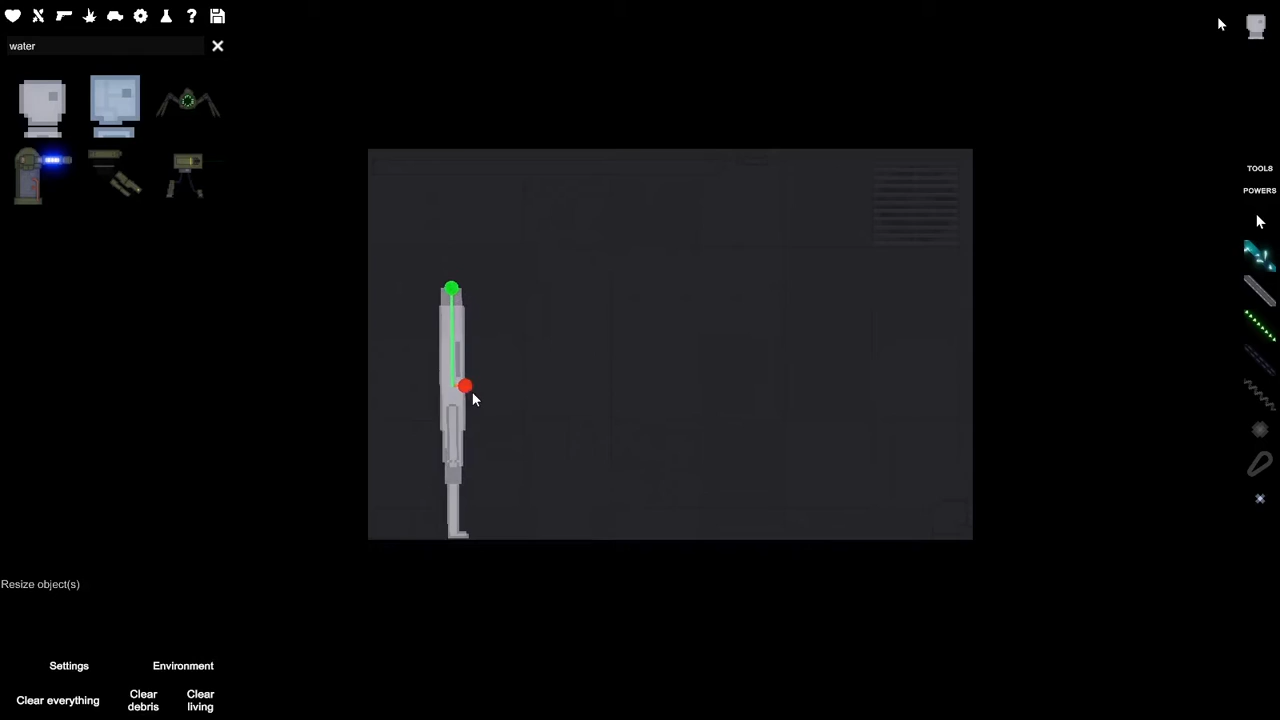 water
TOOLS
POWERS
Resize object(s)
Settings
Environment
Clear everything
Clear
debris
Clear
living